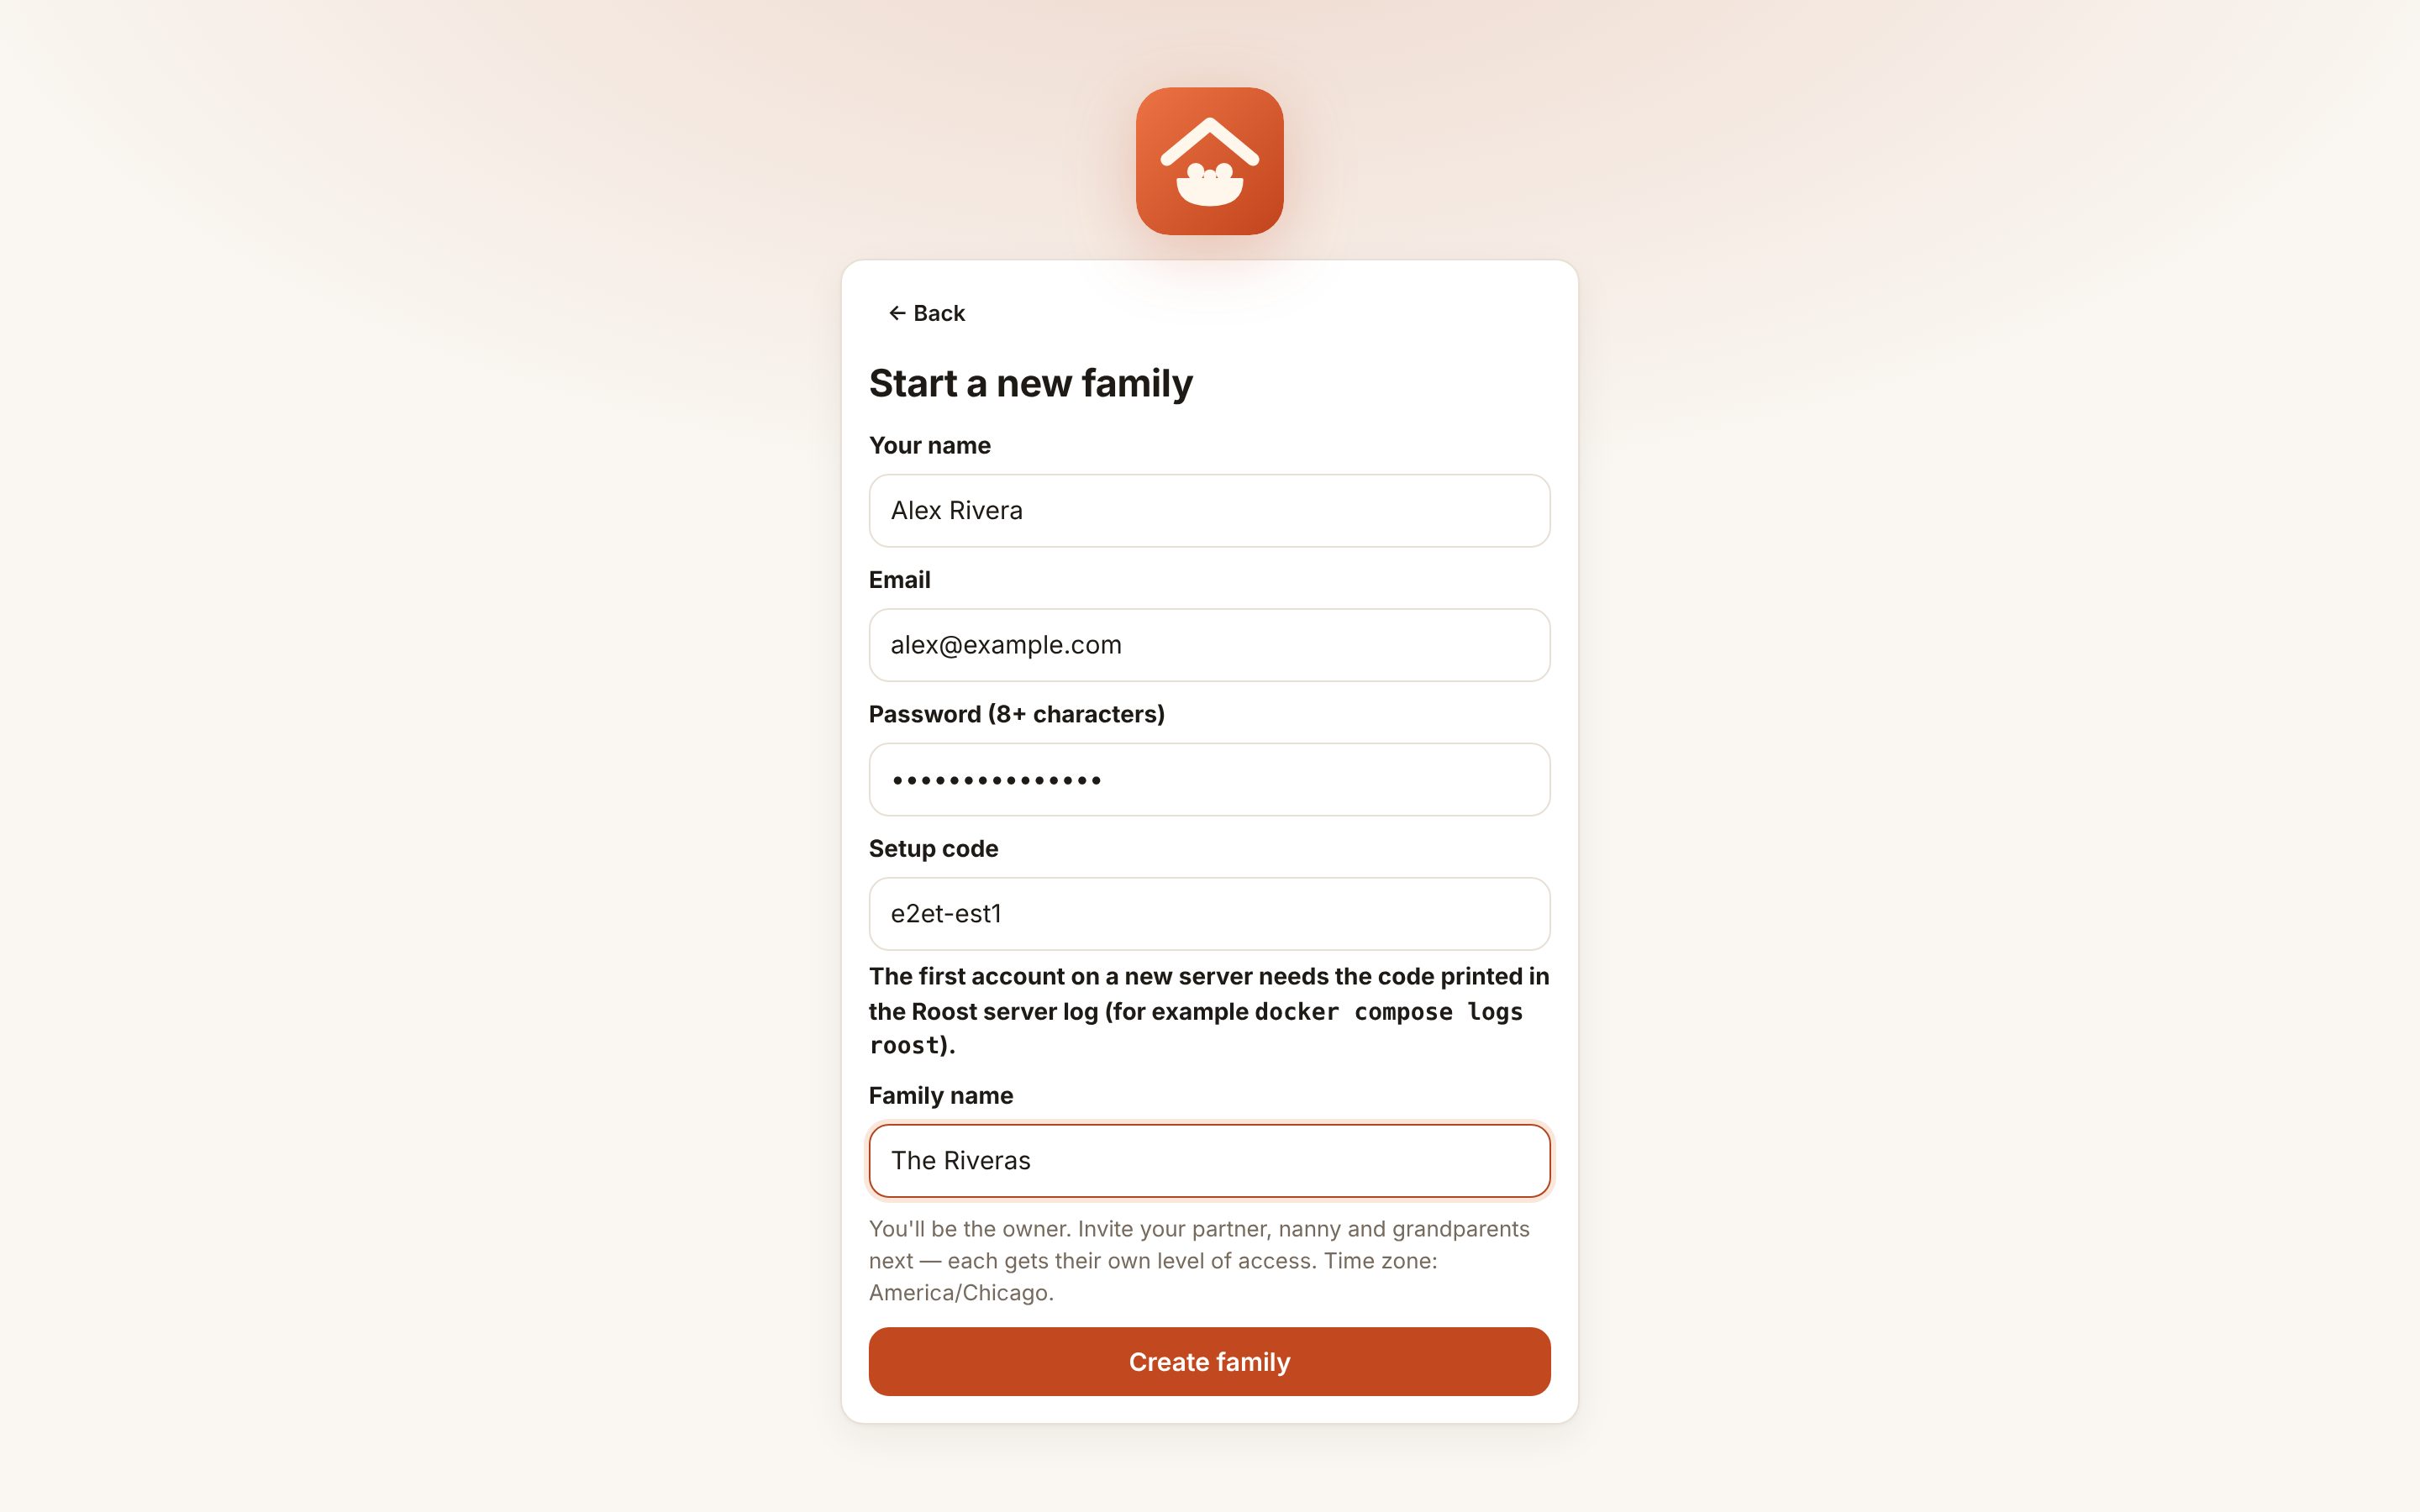 ← Back
Start a new family
Your name
Alex Rivera
Email
alex@example.com
Password (8+ characters)
•••••••••••••••
Setup code
e2et-est1
The first account on a new server needs the code printed in
the Roost server log (for example docker compose logs
roost).
Family name
The Riveras
You'll be the owner. Invite your partner, nanny and grandparents
next — each gets their own level of access. Time zone:
America/Chicago.
Create family